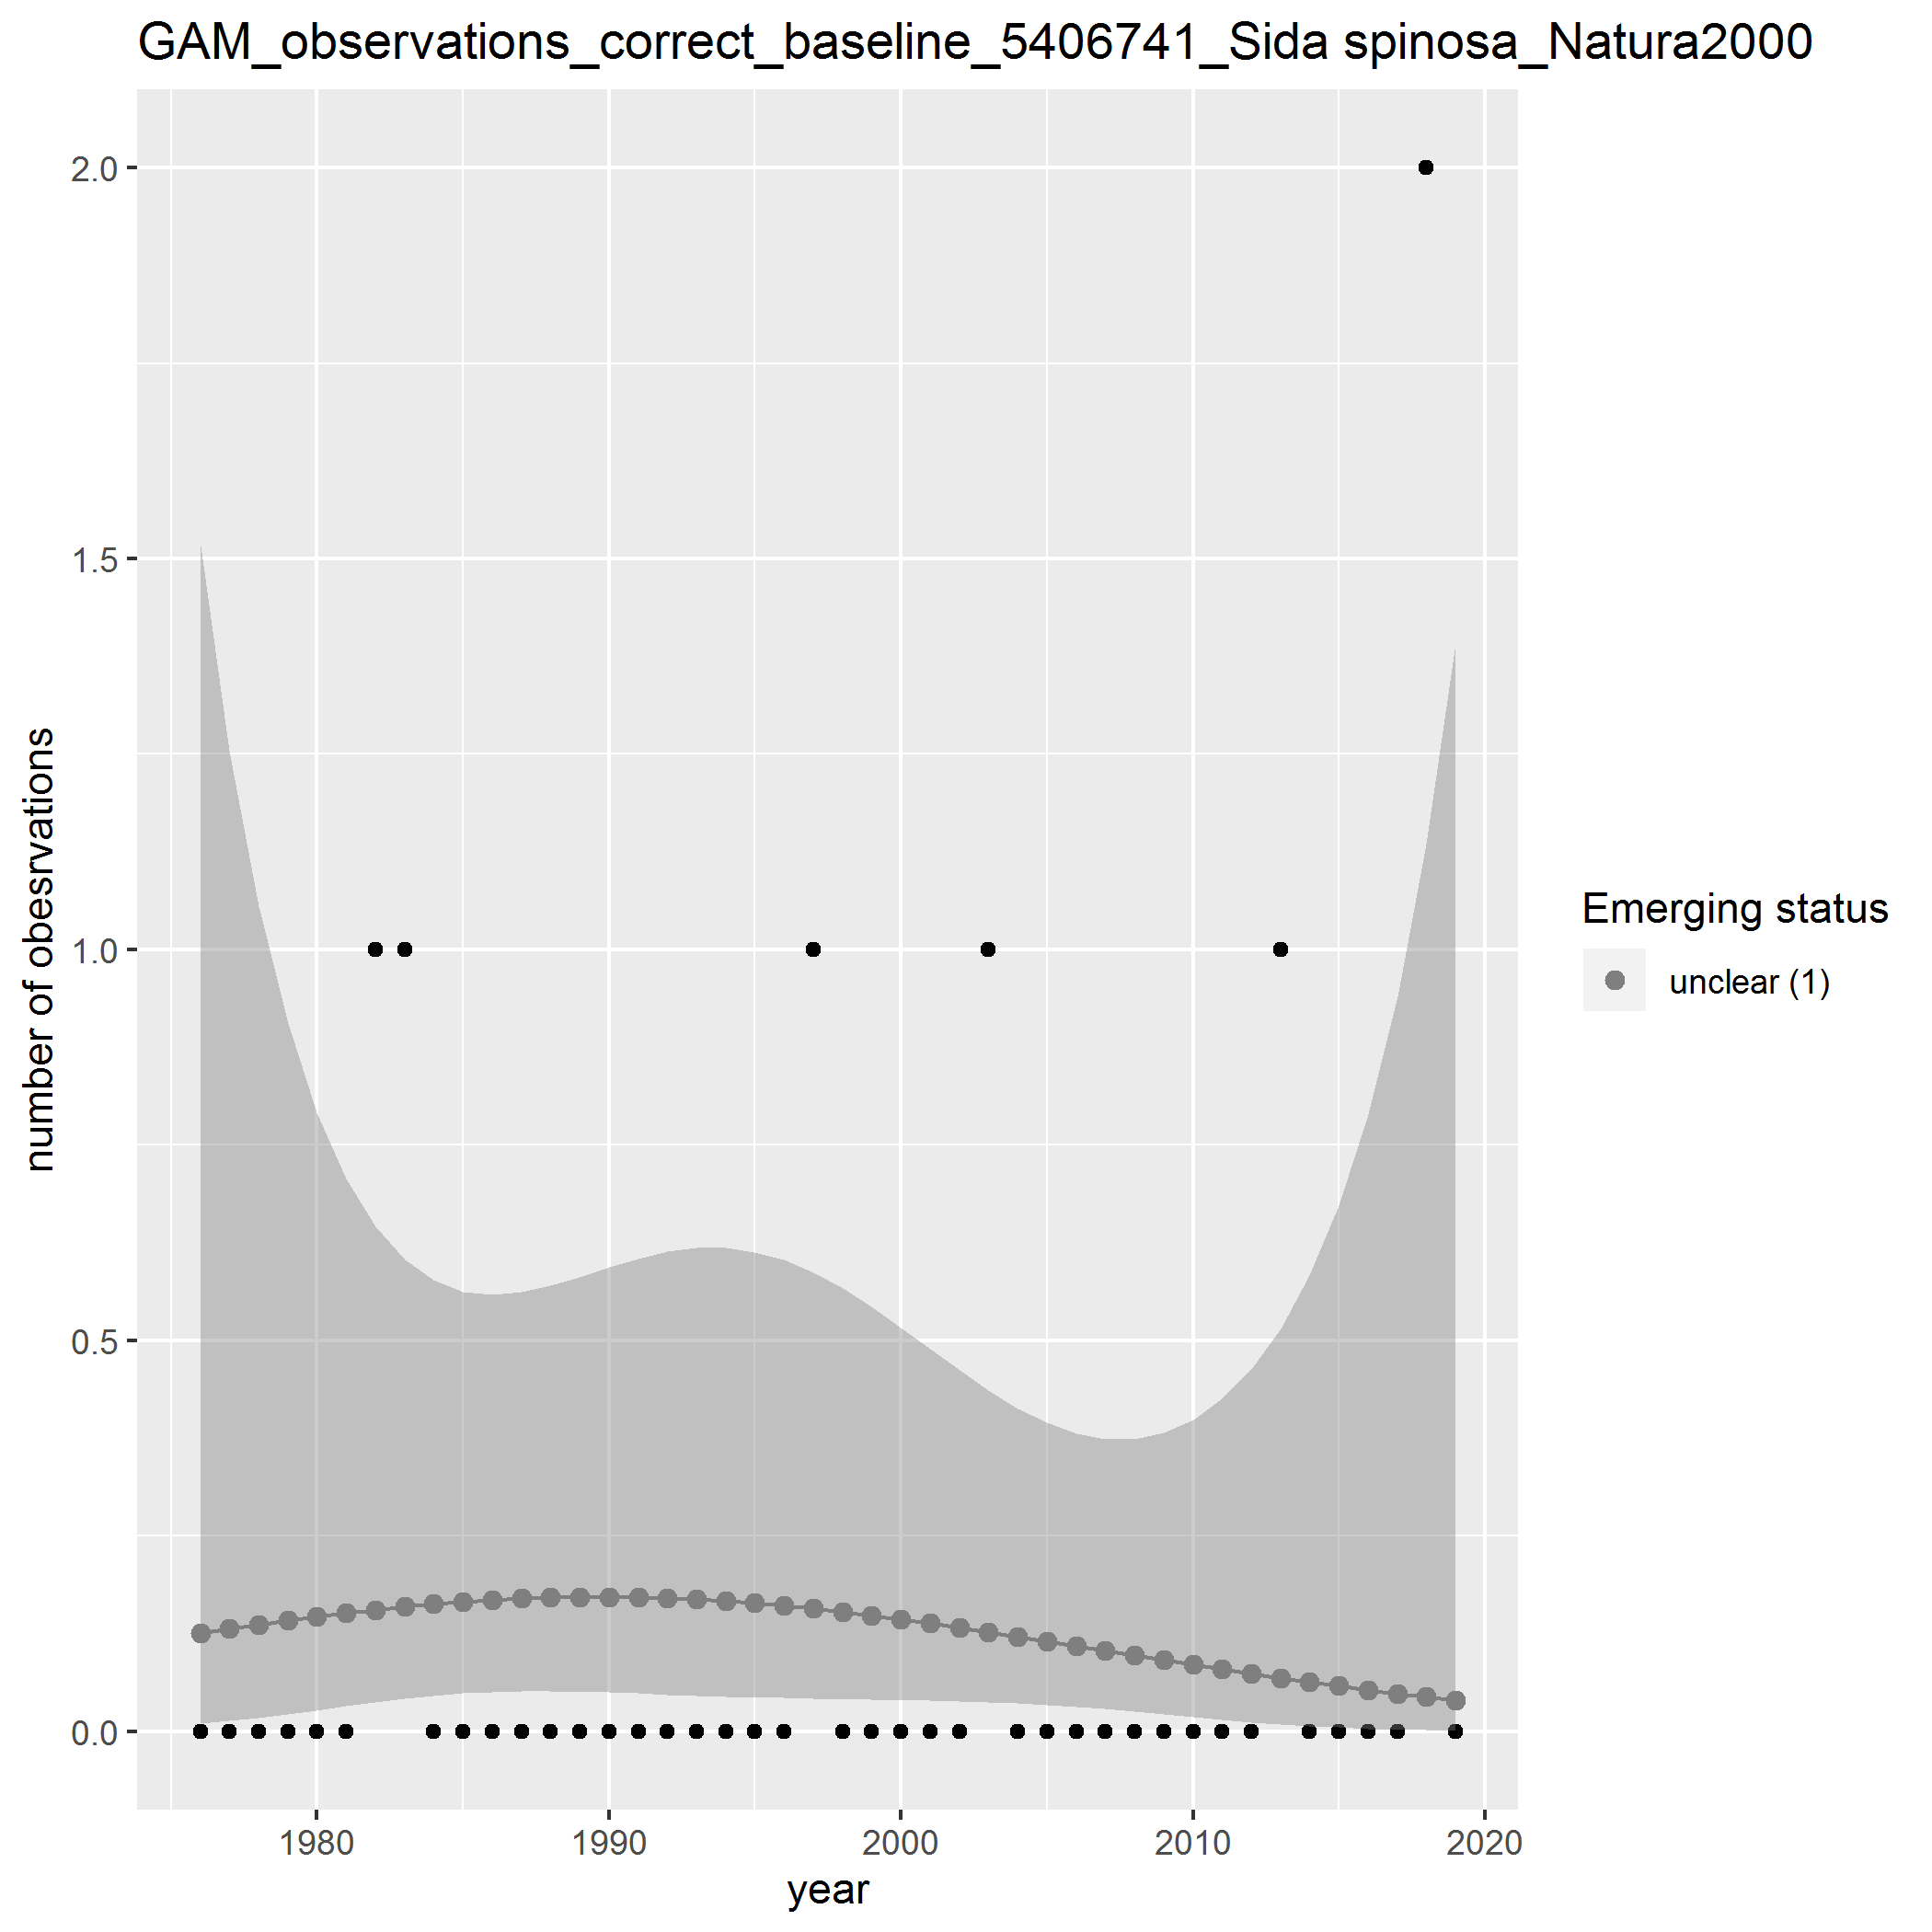 GAM_observations_correct_baseline_5406741_Sida spinosa_Natura2000
number of obesrvations
2.0
1.5
1.0
0.5
0.0
1980
1990
2000
2010
2020
year
Emerging status
unclear (1)